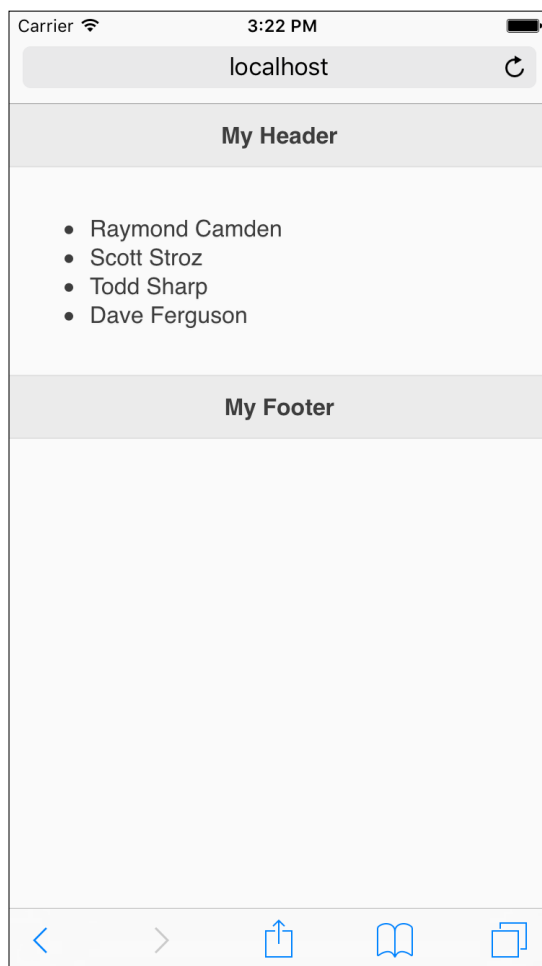 Carrier 3:22 PM
localhost
My Header
Raymond Camden
Scott Stroz
Todd Sharp
Dave Ferguson
My Footer